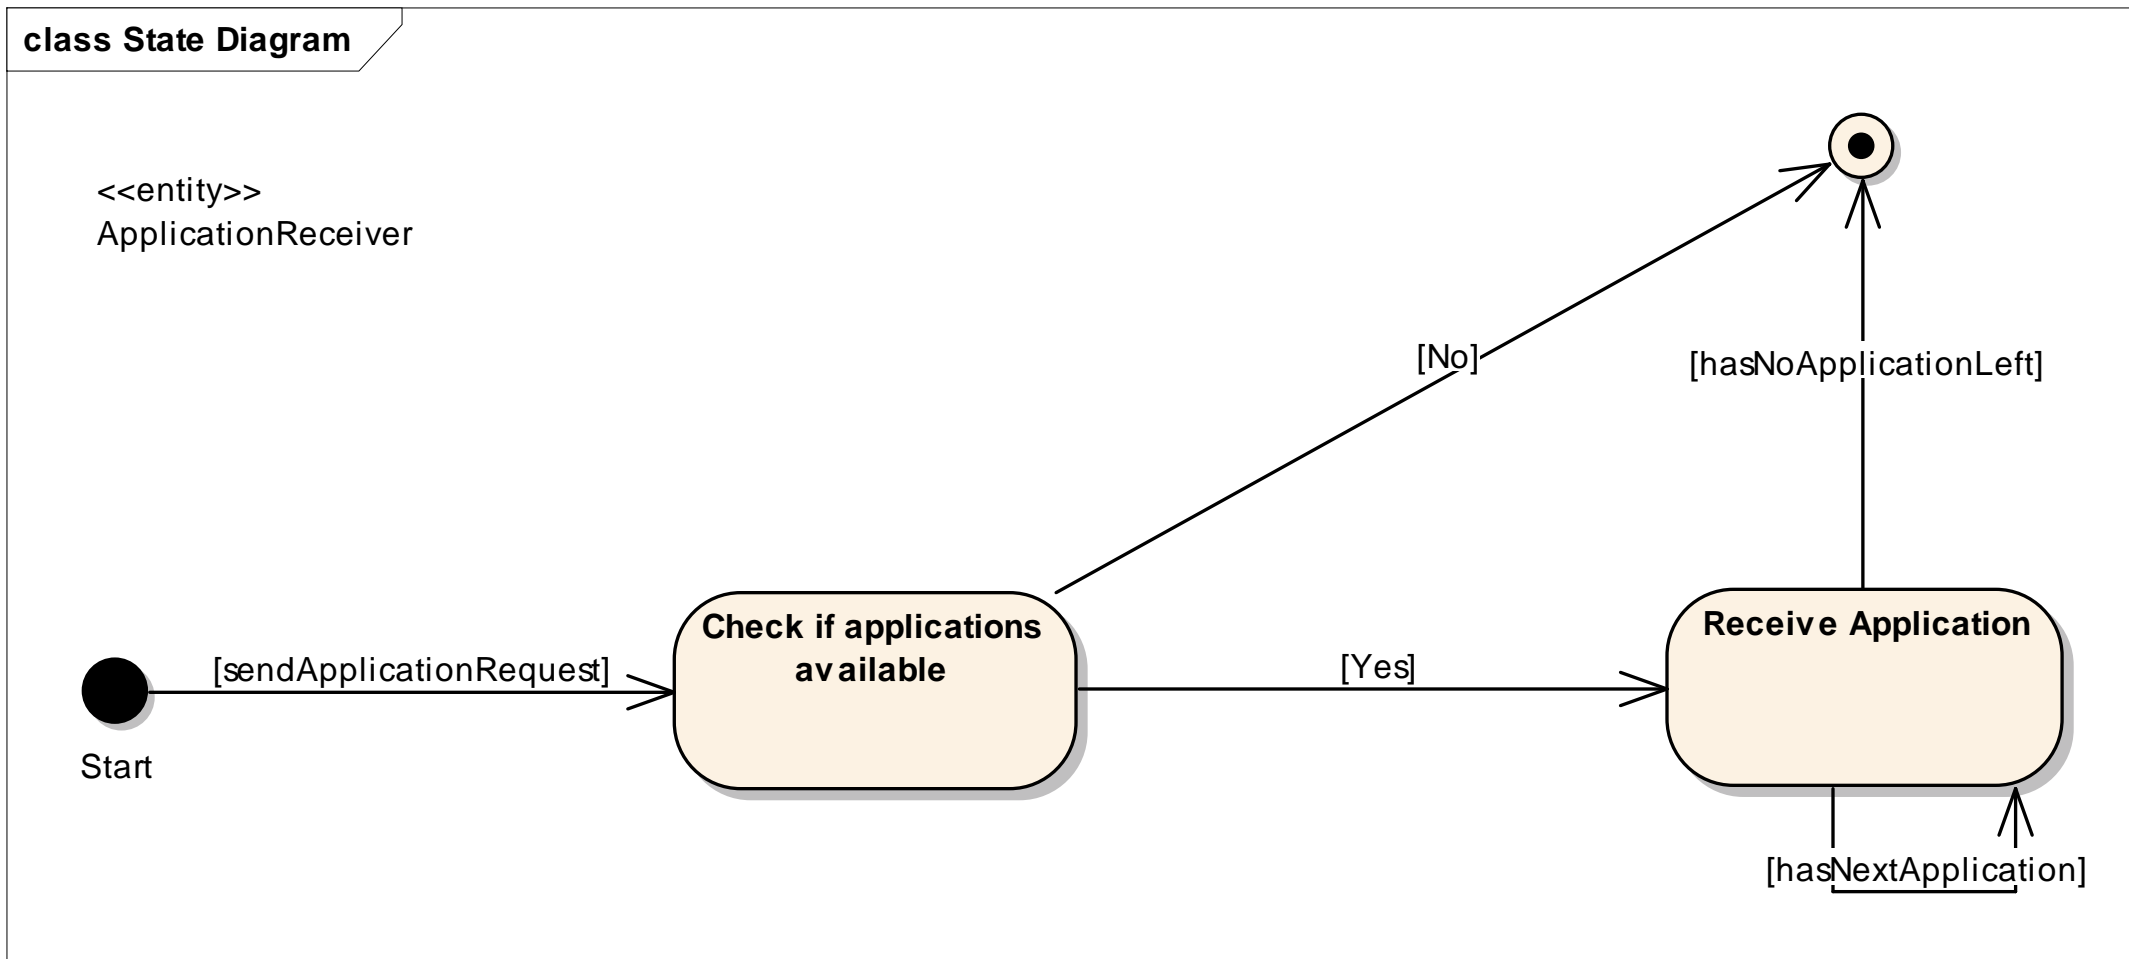 class State Diagram
<<entity>>
ApplicationReceiver
[No]
[hasNoApplicationLeft]
Check if applications
available
Receive Application
[sendApplicationRequest]
[Yes]
Start
[hasNextApplication]